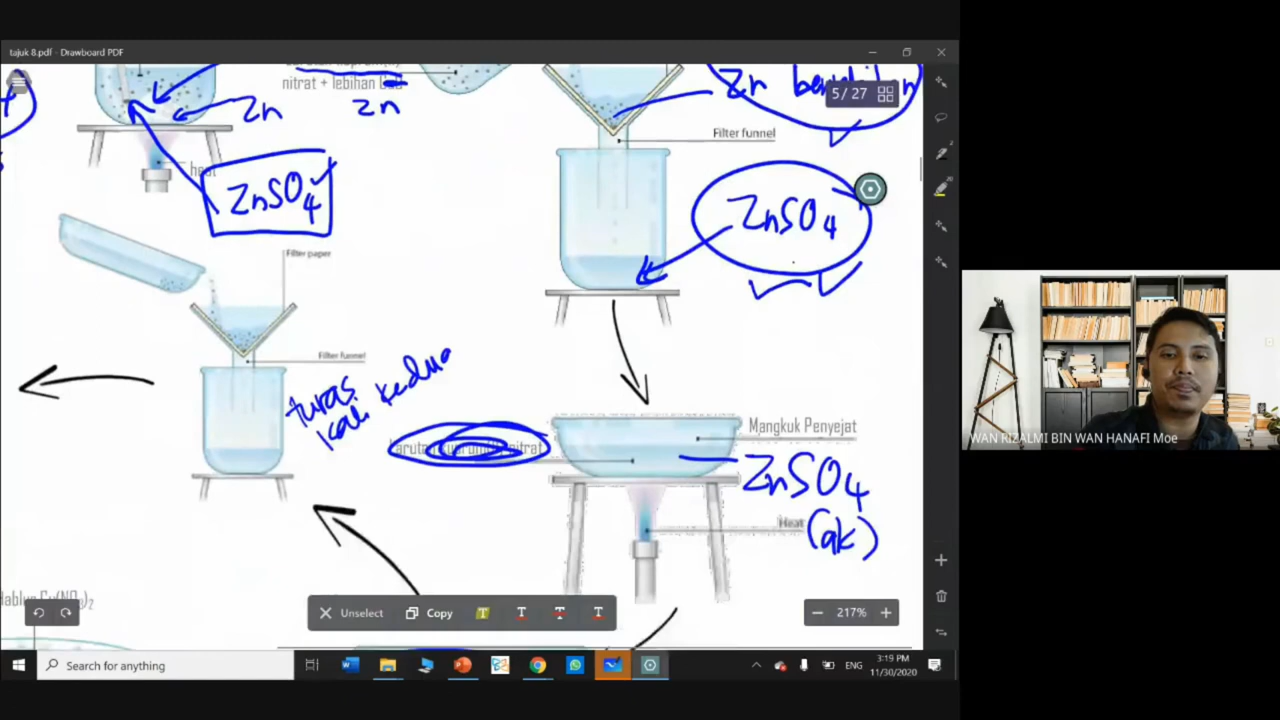 tajuk 8.pdf - Drawboard PDF
nitrat + lebihan
Zn
Zn
Zn
5 / 27
Filter funnel
heat
ZnSO4
ZnSO4
Filter paper
Filter funnel
turas
kali kedua
nitrat
Mangkuk Penyejat
ZnSO4
(ak)
Heat
Unselect
Copy
T
T
T
T
217%
Search for anything
ENG
3:19 PM
11/30/2020
WAN RIZALMI BIN WAN HANAFI Moe